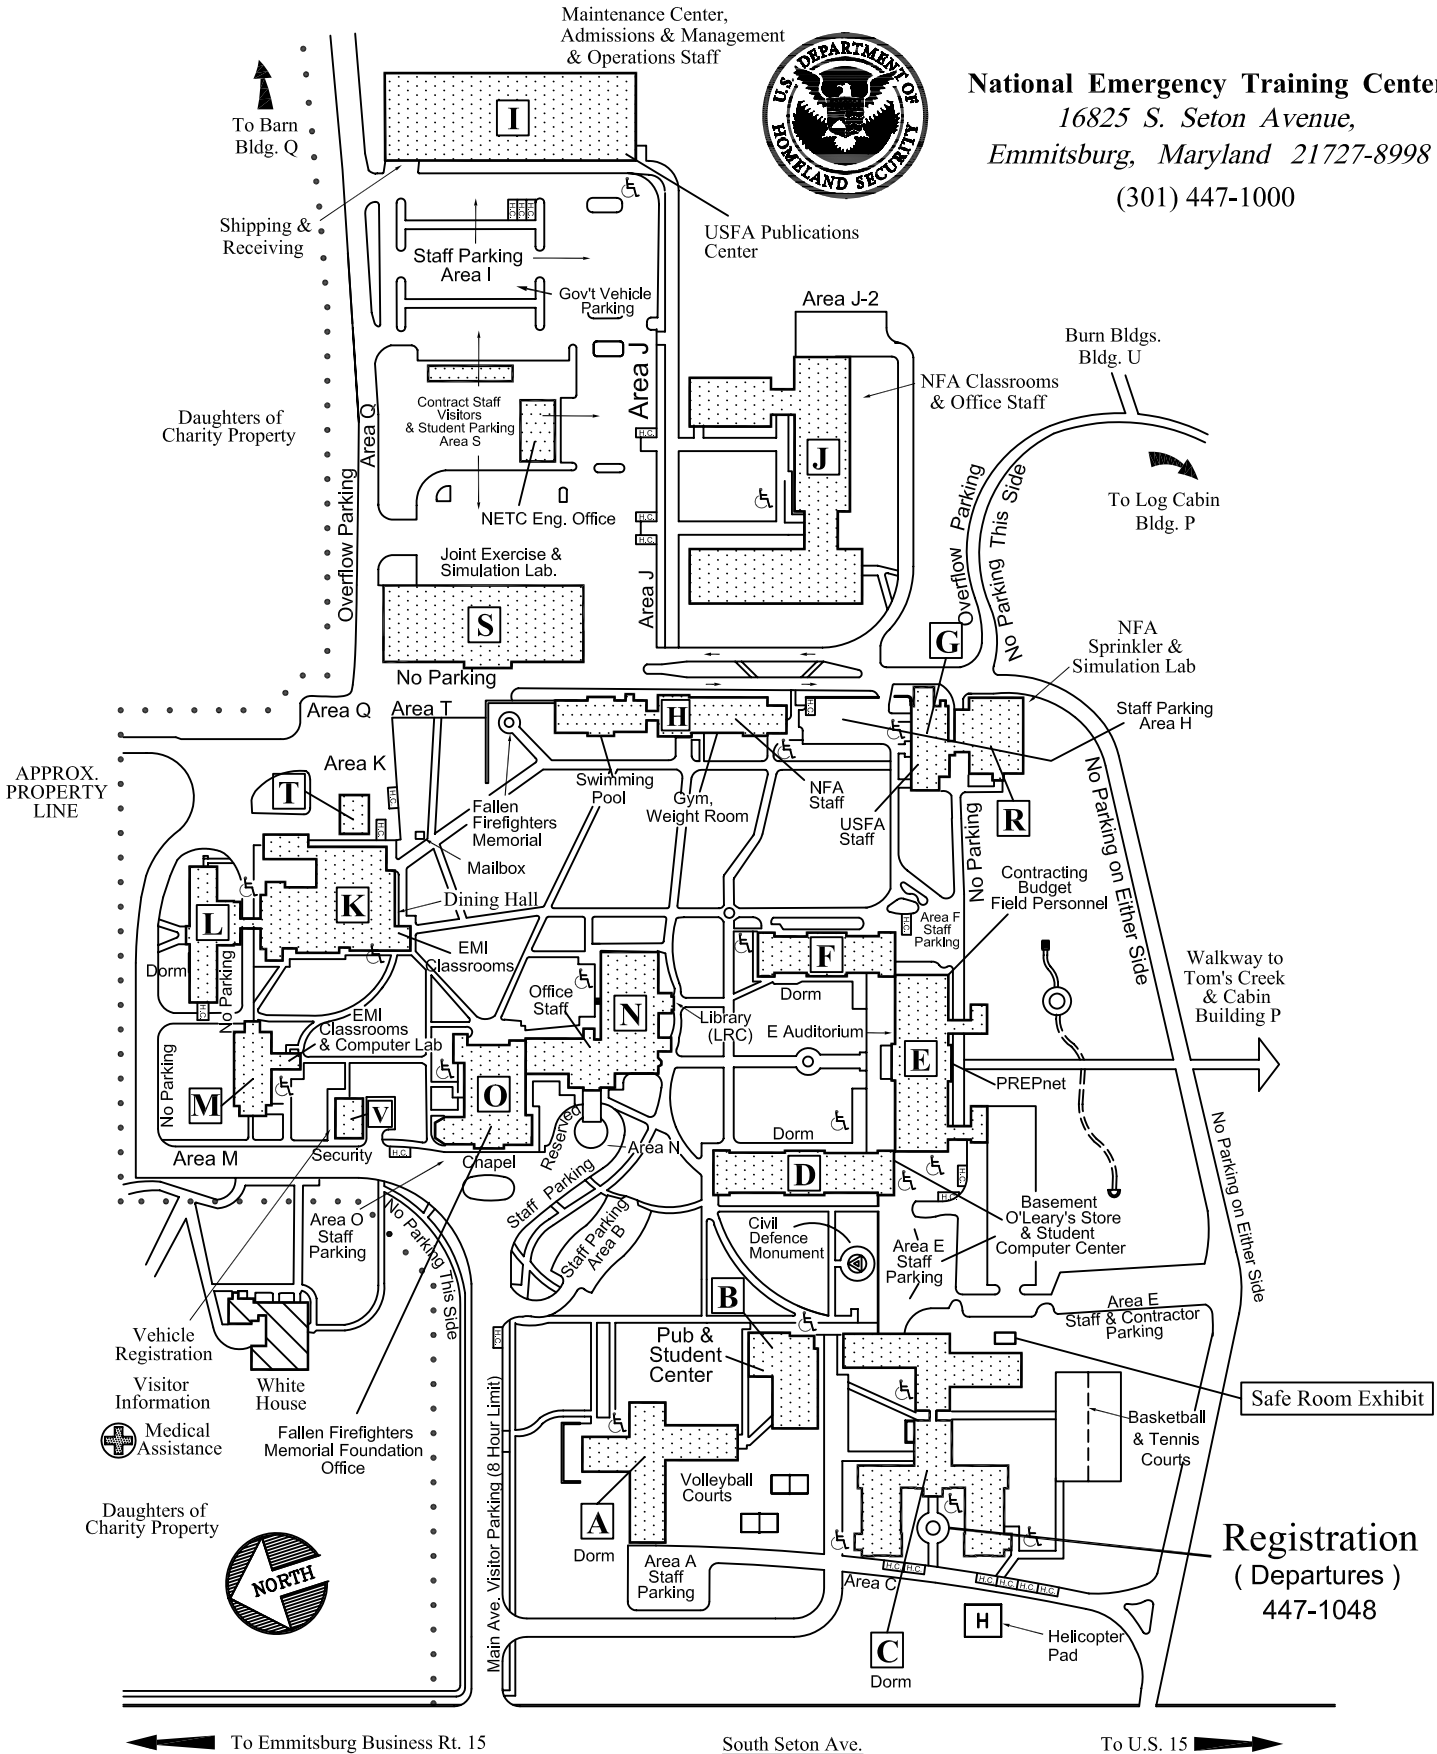 Maintenance Center,
Admissions & Management
& Operations Staff
U.S. DEPARTMENT OF
HOMELAND SECURITY
National Emergency Training Cente
16825 S. Seton Avenue,
Emmitsburg, Maryland 21727-8998
(301) 447-1000
To Barn
Bldg. Q
I
Shipping &
Receiving
H.C.
H.C.
H.C.
USFA Publications
Center
Staff Parking
Area I
Gov't Vehicle
Parking
Area J-2
Burn Bldgs.
Bldg. U
Area J
NFA Classrooms
& Office Staff
Daughters of
Charity Property
Area Q
Contract Staff
Visitors
& Student Parking
Area S
H.C.
J
Overflow Parking
Overflow Parking
No Parking This Side
To Log Cabin
Bldg. P
NETC Eng. Office
H.C.
H.C.
Joint Exercise &
Simulation Lab.
Area J
S
G
NFA
Sprinkler &
Simulation Lab
No Parking
Area Q
Area T
H
H.C.
Staff Parking
Area H
APPROX.
PROPERTY
LINE
Area K
T
H.C.
H.C.
Swimming
Pool
Gym,
Weight Room
NFA
Staff
USFA
Staff
R
No Parking
No Parking on Either Side
Fallen
Firefighters
Memorial
Mailbox
Contracting
Budget
Field Personnel
K
Dining Hall
L
EMI
Classrooms
F
H.C.
Area F
Staff
Parking
Dorm
No Parking
H.C.
Office
Staff
N
Dorm
Walkway to
Tom's Creek
& Cabin
Building P
EMI
Classrooms
& Computer Lab
Library
(LRC)
E Auditorium
E
PREPnet
No Parking
M
V
O
Dorm
No Parking on Either Side
Area M
Security
H.C.
Chapel
Reserved
Area N
D
H.C.
H.C.
Staff Parking
Basement
O'Leary's Store
& Student
Computer Center
Area O
Staff
Parking
No Parking This Side
Staff Parking
Area B
Civil
Defence
Monument
Area E
Staff
Parking
B
Area E
Staff & Contractor
Parking
Vehicle
Registration
H.C.
Pub &
Student
Center
Visitor
Information
White
House
Safe Room Exhibit
Medical
Assistance
Fallen Firefighters
Memorial Foundation
Office
Basketball
& Tennis
Courts
Main Ave. Visitor Parking (8 Hour Limit)
Volleyball
Courts
Daughters of
Charity Property
A
Dorm
Registration
( Departures )
447-1048
NORTH
Area A
Staff
Parking
Area C
H.C.
H.C.
H.C.
H.C.
H.C.
H.C.
H
Helicopter
Pad
C
Dorm
To Emmitsburg Business Rt. 15
South Seton Ave.
To U.S. 15